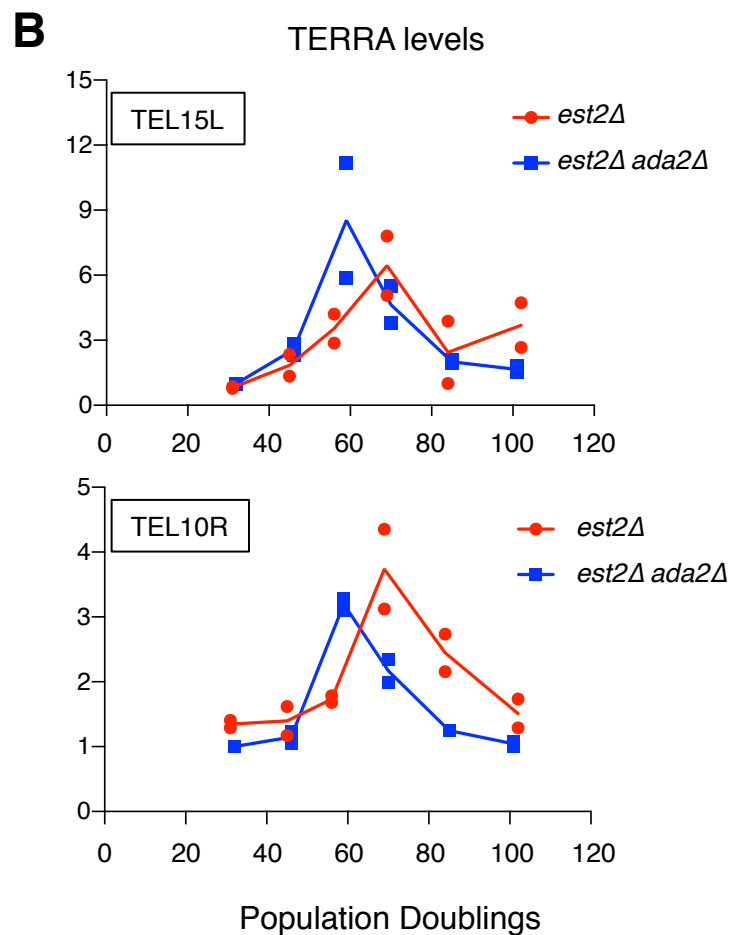 B
TERRA levels
15
TEL15L
est2Δ
12
est2Δ ada2Δ
9
6
3
0
0 20 40 60 80 100 120
5
TEL10R
est2Δ
4
est2Δ ada2Δ
3
2
1
0
0 20 40 60 80 100 120
Population Doublings